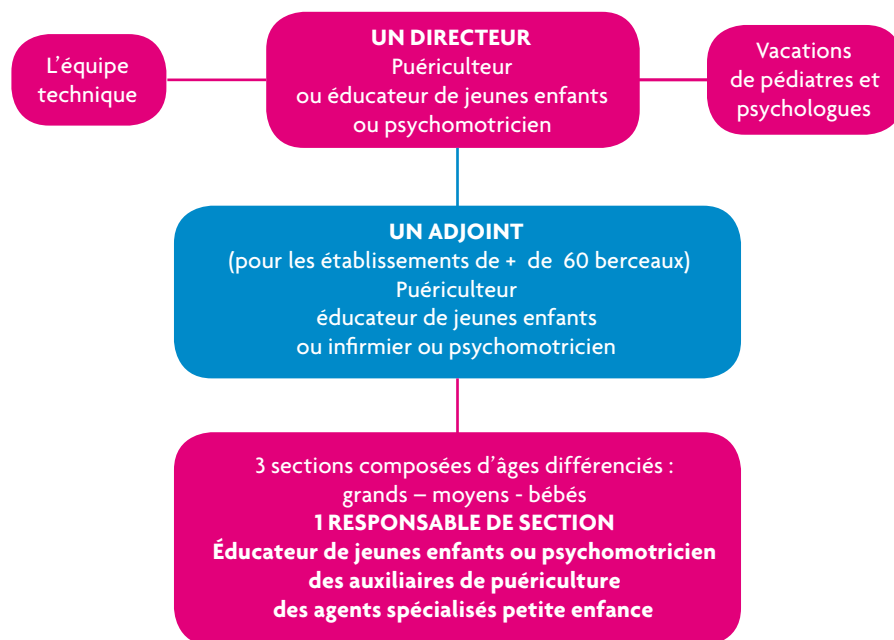 L'équipe
technique
UN DIRECTEUR
Puériculteur
ou éducateur de jeunes enfants
ou psychomotricien
Vacations
de pédiatres et
psychologues
UN ADJOINT
(pour les établissements de + de 60 berceaux)
Puériculteur
éducateur de jeunes enfants
ou infirmier ou psychomotricien
3 sections composées d'âges différenciés :
grands – moyens - bébés
1 RESPONSABLE DE SECTION
Éducateur de jeunes enfants ou psychomotricien
des auxiliaires de puériculture
des agents spécialisés petite enfance